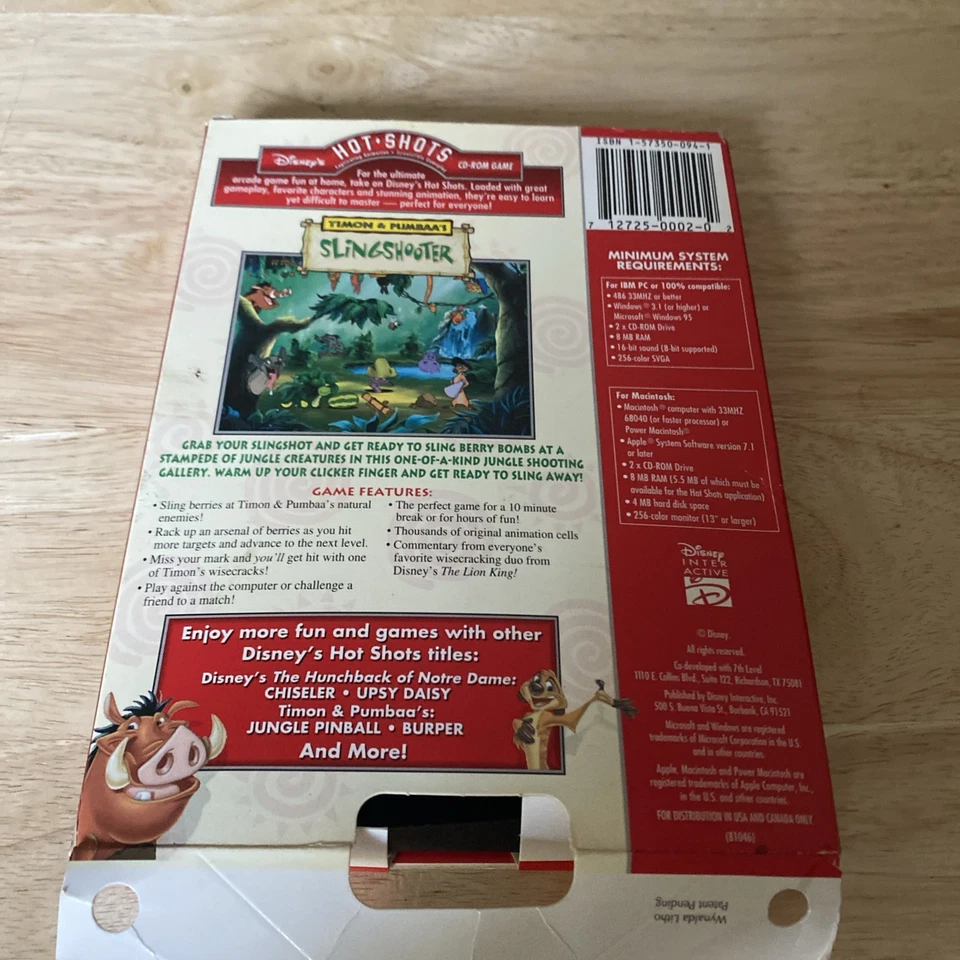 Disney's HOT•SHOTS CD-ROM GAME
For the ultimate
arcade game fun at home, take on Disney's Hot Shots. Loaded with great
gameplay, favorite characters and stunning animation, they're easy to learn
yet difficult to master — perfect for everyone!
TIMON & PUMBAA'S
SLINGSHOOTER
GRAB YOUR SLINGSHOT AND GET READY TO SLING BERRY BOMBS AT A
STAMPEDE OF JUNGLE CREATURES IN THIS ONE-OF-A-KIND JUNGLE SHOOTING
GALLERY. WARM UP YOUR CLICKER FINGER AND GET READY TO SLING AWAY!
GAME FEATURES:
• Sling berries at Timon & Pumbaa's natural
enemies!
• Rack up an arsenal of berries as you hit
more targets and advance to the next level.
• Miss your mark and you'll get hit with one
of Timon's wisecracks!
• Play against the computer or challenge a
friend to a match!
• The perfect game for a 10 minute
break or for hours of fun!
• Thousands of original animation cells
• Commentary from everyone's
favorite wisecracking duo from
Disney's The Lion King!
Enjoy more fun and games with other
Disney's Hot Shots titles:
Disney's The Hunchback of Notre Dame:
CHISELER • UPSY DAISY
Timon & Pumbaa's:
JUNGLE PINBALL • BURPER
And More!
ISBN 1-57350-094-1
7 12725-0002-0 2
MINIMUM SYSTEM
REQUIREMENTS:
For IBM PC or 100% compatible:
• 486 33MHZ or better
• Windows® 3.1 (or higher) or
Microsoft® Windows 95
• 2 x CD-ROM Drive
• 8 MB RAM
• 16-bit sound (8-bit supported)
• 256-color SVGA
For Macintosh:
• Macintosh® computer with 33MHZ
68040 (or faster processor) or
Power Macintosh®
• Apple® System Software version 7.1
or later
• 2 x CD-ROM Drive
• 8 MB RAM (5.5 MB of which must be
available for the Hot Shots application)
• 4 MB hard disk space
• 256-color monitor (13" or larger)
Disney
INTER
ACTIVE
D
© Disney.
All rights reserved.
Co-developed with 7th Level
1110 E. Collins Blvd., Suite 122, Richardson, TX 75081
Published by Disney Interactive, Inc.
500 S. Buena Vista St., Burbank, CA 91521
Microsoft and Windows are registered
trademarks of Microsoft Corporation in the U.S.
and in other countries.
Apple, Macintosh and Power Macintosh are
registered trademarks of Apple Computer, Inc.,
in the U.S. and other countries.
FOR DISTRIBUTION IN USA AND CANADA ONLY.
(81046)
Wynalda Litho
Patent Pending